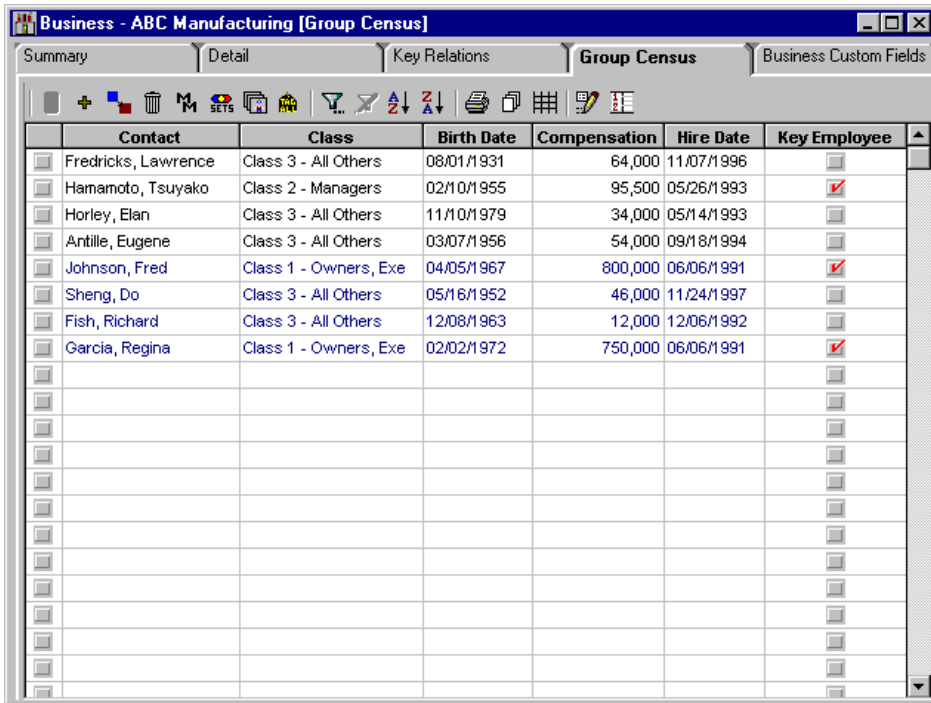 Business - ABC Manufacturing [Group Census]
Summary Detail Key Relations Group Census Business Custom Fields
Contact Class Birth Date Compensation Hire Date Key Employee
Fredricks, Lawrence Class 3 - All Others 08/01/1931 64,000 11/07/1996
Hamamoto, Tsuyako Class 2 - Managers 02/10/1955 95,500 05/26/1993
Horley, Elan Class 3 - All Others 11/10/1979 34,000 05/14/1993
Antille, Eugene Class 3 - All Others 03/07/1956 54,000 09/18/1994
Johnson, Fred Class 1 - Owners, Exe 04/05/1967 800,000 06/06/1991
Sheng, Do Class 3 - All Others 05/16/1952 46,000 11/24/1997
Fish, Richard Class 3 - All Others 12/08/1963 12,000 12/06/1992
Garcia, Regina Class 1 - Owners, Exe 02/02/1972 750,000 06/06/1991